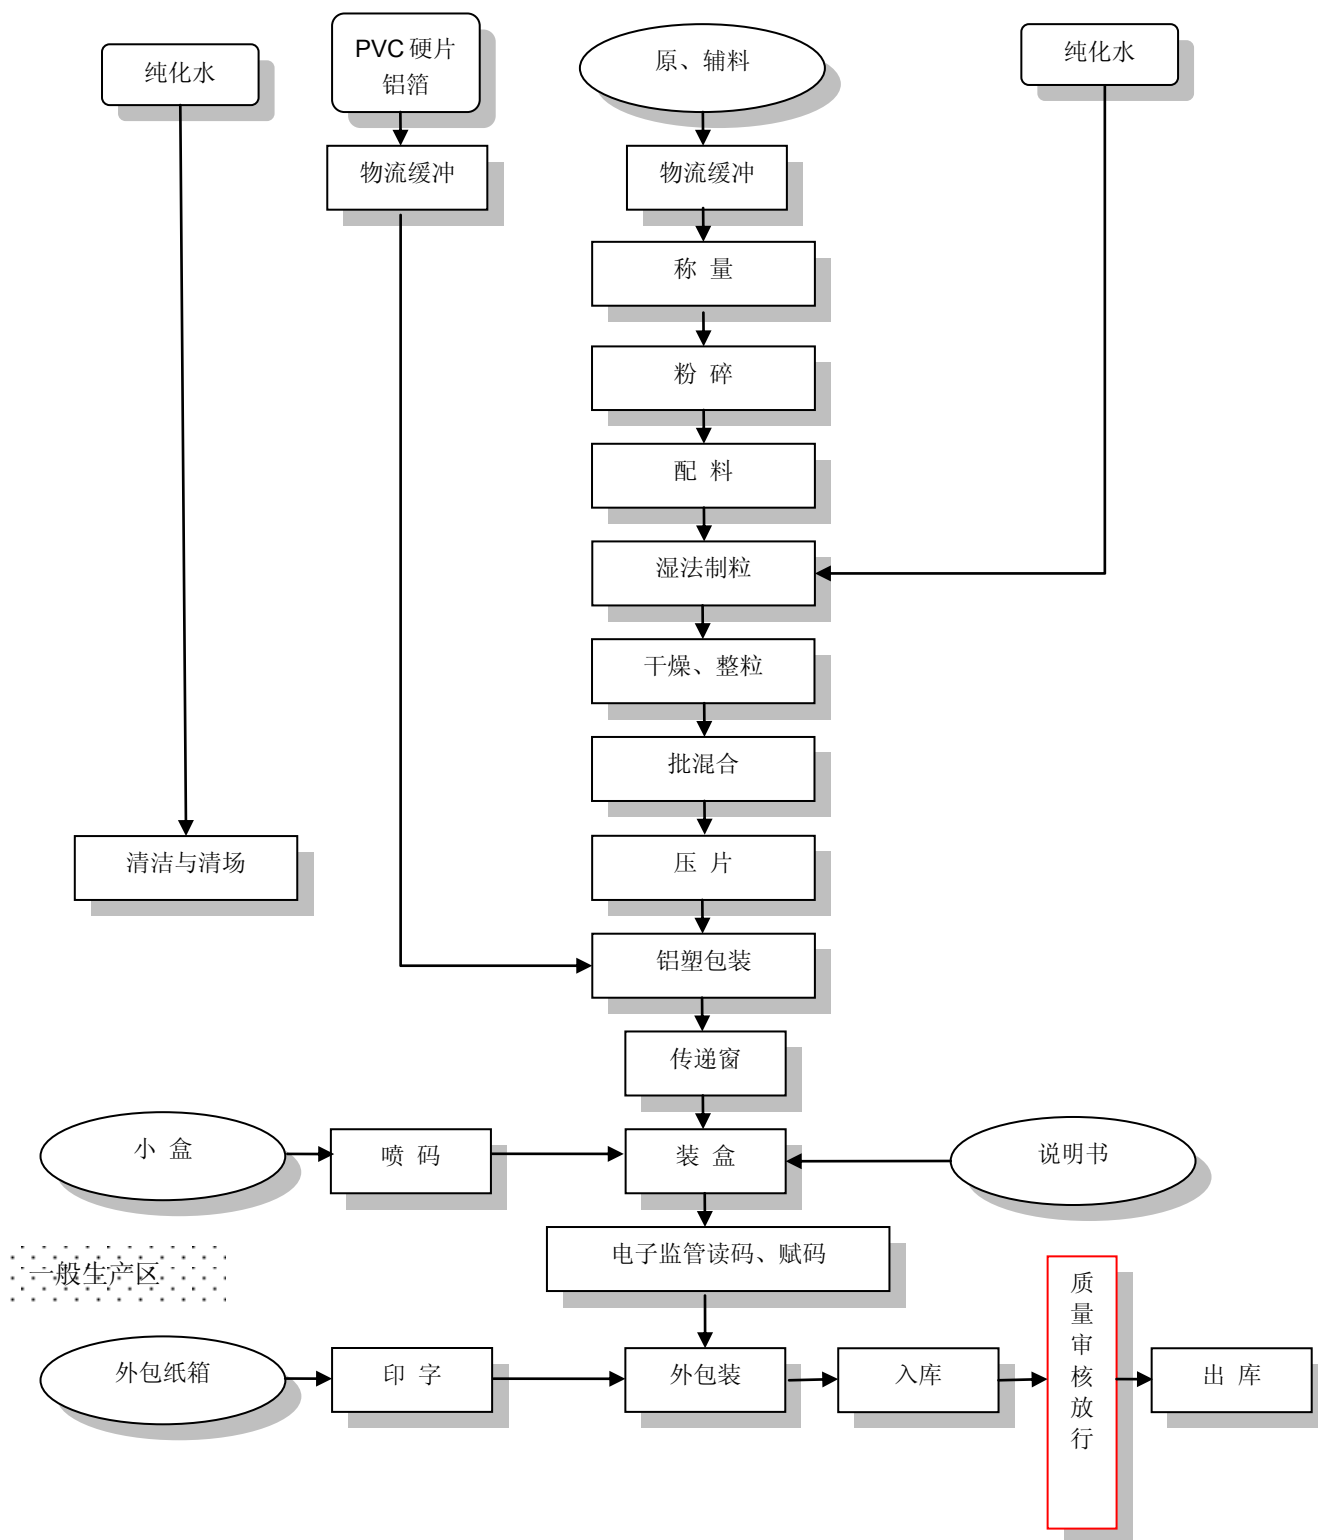 纯化水
PVC 硬片
铝箔
原、辅料
纯化水
物流缓冲
物流缓冲
称 量
粉 碎
配 料
湿法制粒
干燥、整粒
批混合
清洁与清场
压 片
铝塑包装
传递窗
小 盒
喷 码
装 盒
说明书
电子监管读码、赋码
一般生产区
外包纸箱
印 字
外包装
入库
质
量
审
核
放
行
出 库